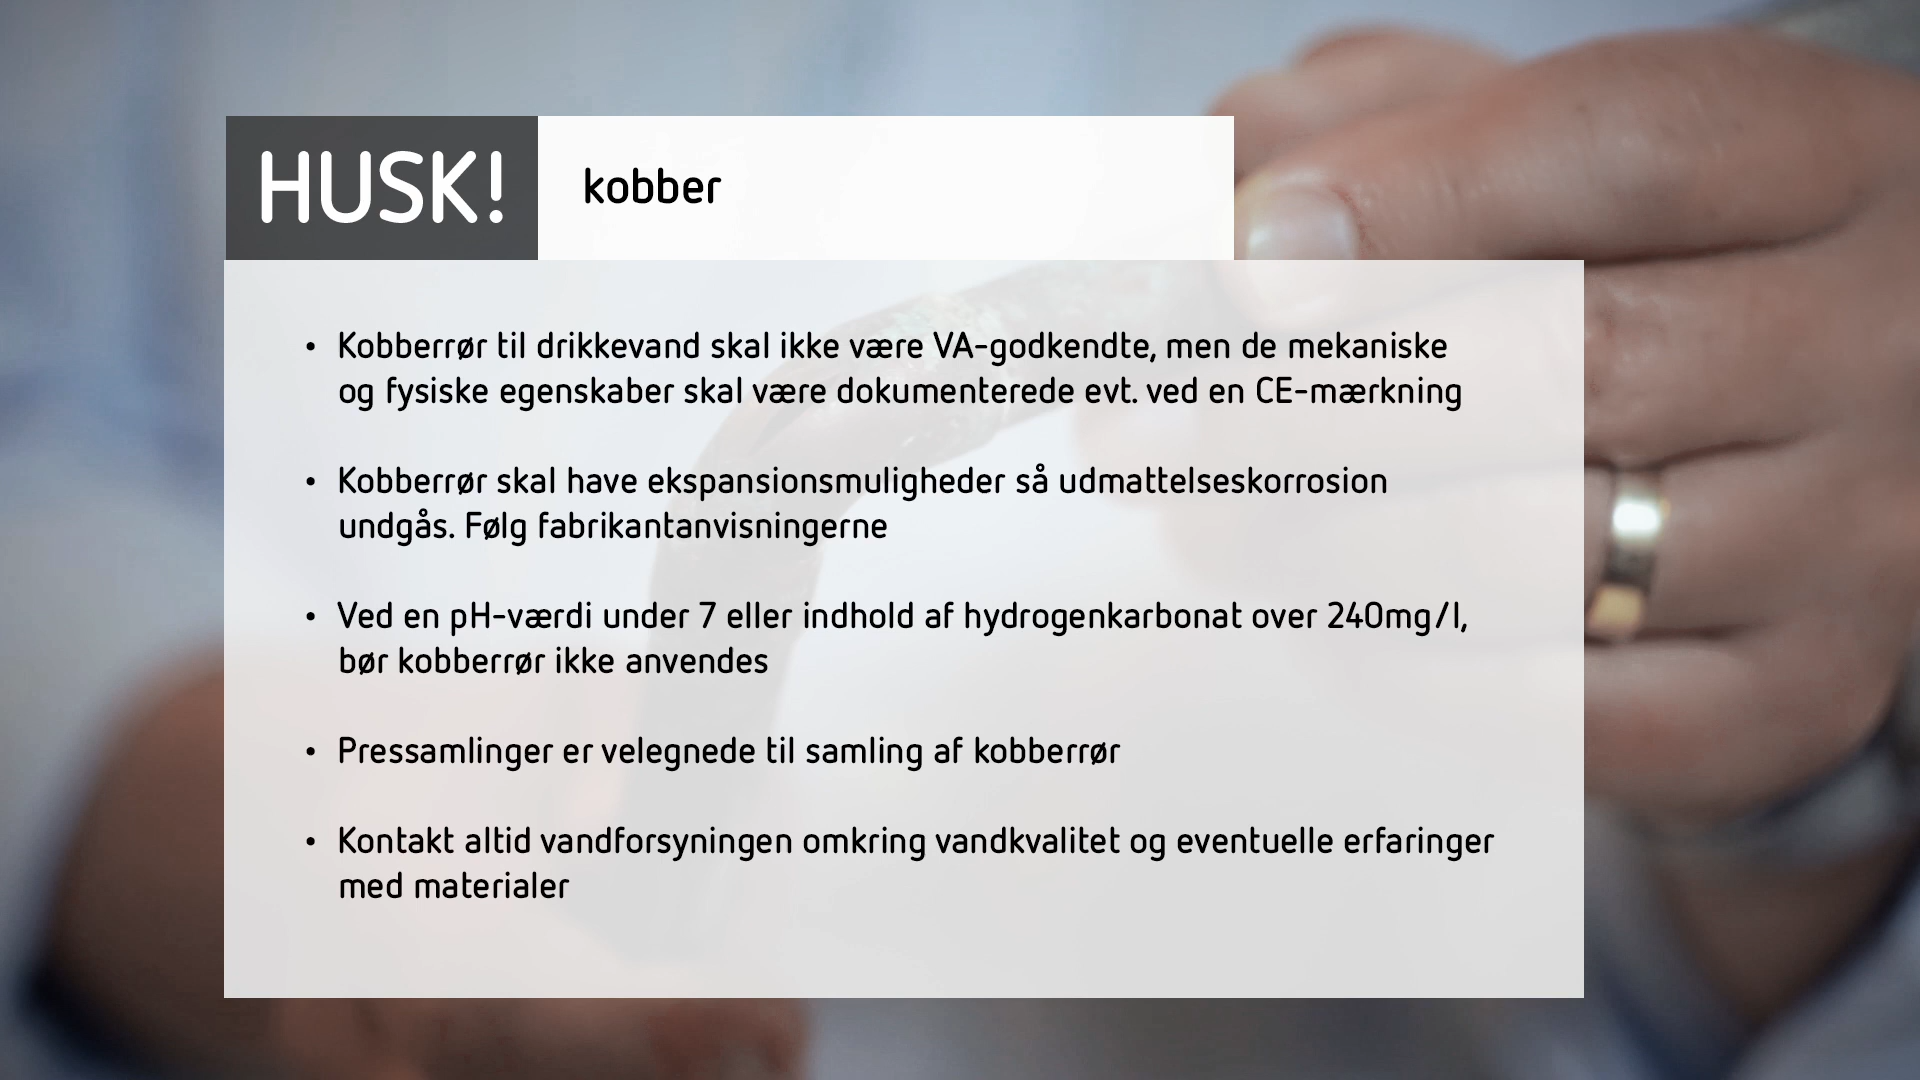 HUSK!
kobber
• Kobberrør til drikkevand skal ikke være VA-godkendte, men de mekaniske
og fysiske egenskaber skal være dokumenterede evt. ved en CE-mærkning
• Kobberrør skal have ekspansionsmuligheder så udmattelseskorrosion
undgås. Følg fabrikantanvisningerne
• Ved en pH-værdi under 7 eller indhold af hydrogenkarbonat over 240mg/l,
bør kobberrør ikke anvendes
• Pressamlinger er velegnede til samling af kobberrør
• Kontakt altid vandforsyningen omkring vandkvalitet og eventuelle erfaringer
med materialer